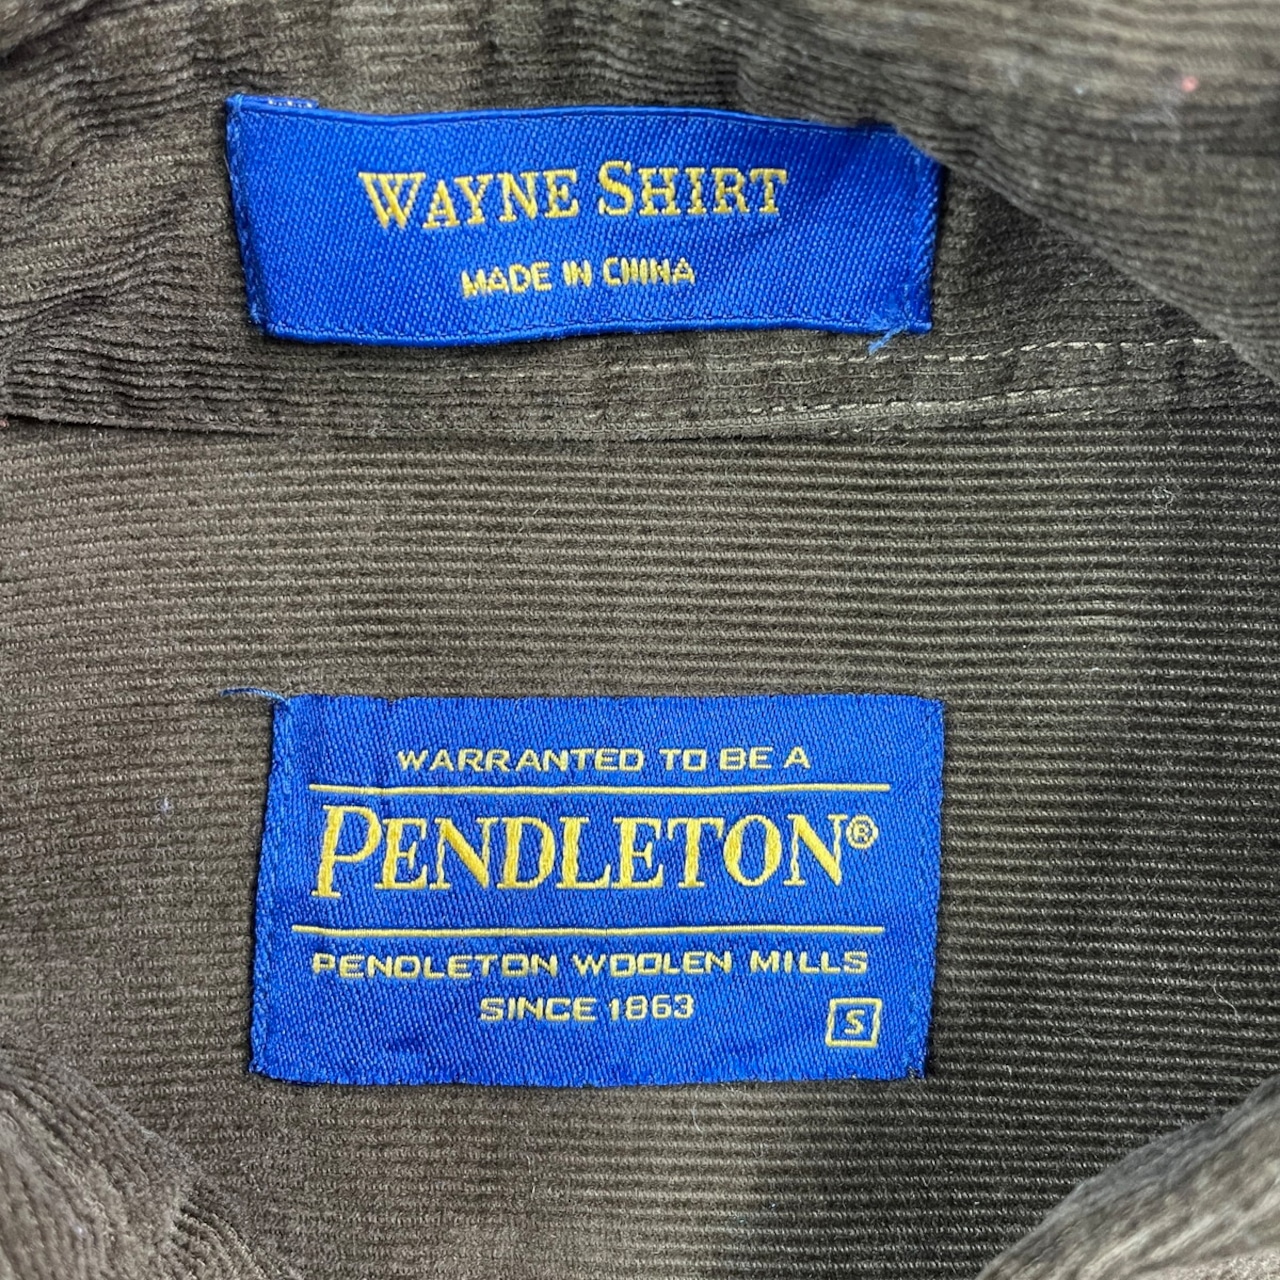 WAYNE SHIRT
MADE IN CHINA
WARRANTED TO BE A
PENDLETON®
PENDLETON WOOLEN MILLS
SINCE 1863
S